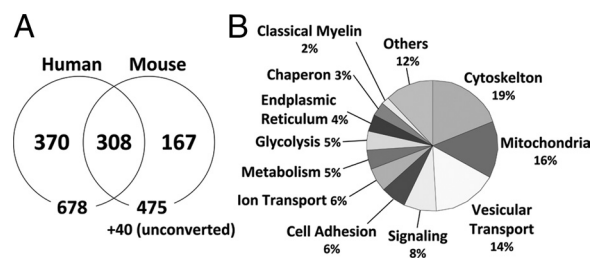 A
Human Mouse
370 308 167
678 475
+40 (unconverted)
B
Classical Myelin
2%
Others
12%
Cytoskelton
19%
Chaperon 3%
Endplasmic
Reticulum 4%
Mitochondria
16%
Glycolysis 5%
Metabolism 5%
Ion Transport 6%
Vesicular
Transport
14%
Cell Adhesion
6%
Signaling
8%